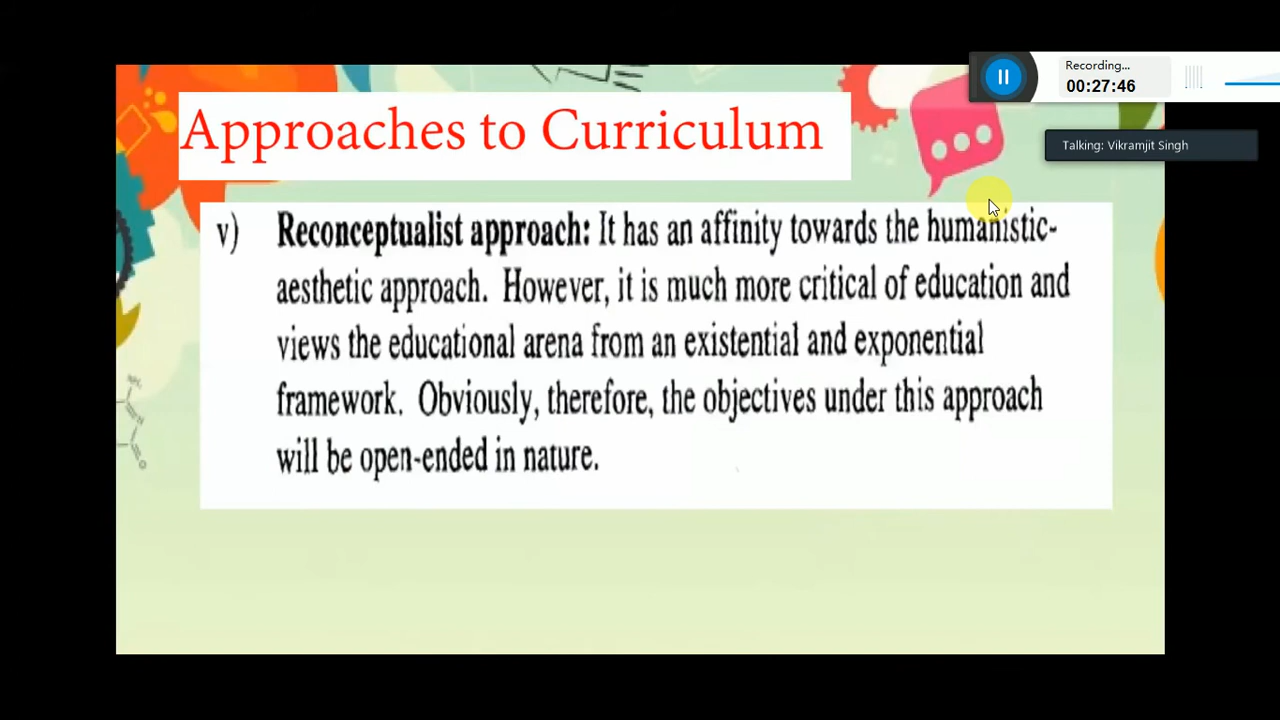 Recording...
00:27:46
Approaches to Curriculum
Talking: Vikramjit Singh
v) Reconceptualist approach: It has an affinity towards the humanistic-
aesthetic approach. However, it is much more critical of education and
views the educational arena from an existential and exponential
framework. Obviously, therefore, the objectives under this approach
will be open-ended in nature.